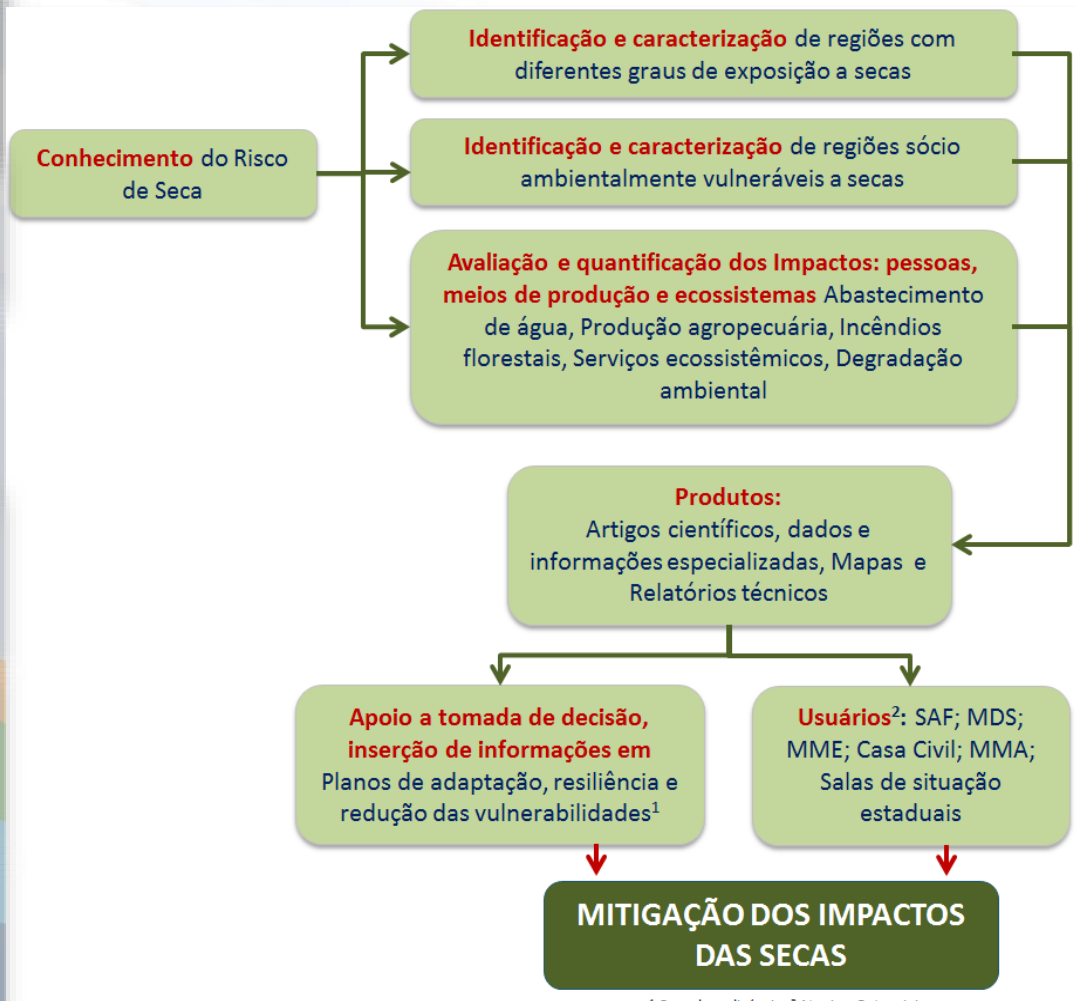 Identificação e caracterização de regiões com
diferentes graus de exposição a secas
Conhecimento do Risco
de Seca
Identificação e caracterização de regiões sócio
ambientalmente vulneráveis a secas
Avaliação e quantificação dos Impactos: pessoas,
meios de produção e ecossistemas Abastecimento
de água, Produção agropecuária, Incêndios
florestais, Serviços ecossistêmicos, Degradação
ambiental
Produtos:
Artigos científicos, dados e
informações especializadas, Mapas e
Relatórios técnicos
Apoio a tomada de decisão,
inserção de informações em
Planos de adaptação, resiliência e
redução das vulnerabilidades¹
Usuários²: SAF; MDS;
MME; Casa Civil; MMA;
Salas de situação
estaduais
MITIGAÇÃO DOS IMPACTOS
DAS SECAS